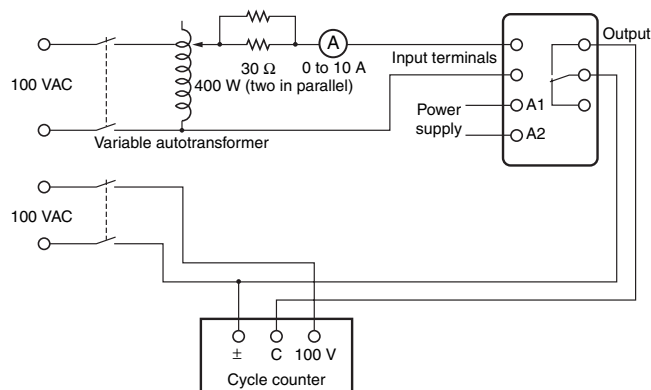 Output
A
Input terminals
100 VAC
30 Ω
0 to 10 A
400 W (two in parallel)
Power
supply
A1
A2
Variable autotransformer
100 VAC
± C 100 V
Cycle counter